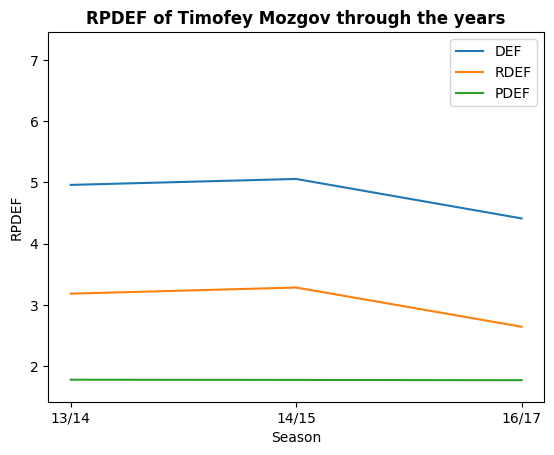 RPDEF of Timofey Mozgov through the years
DEF
RDEF
PDEF
7
6
5
4
3
2
RPDEF
13/14
14/15
16/17
Season